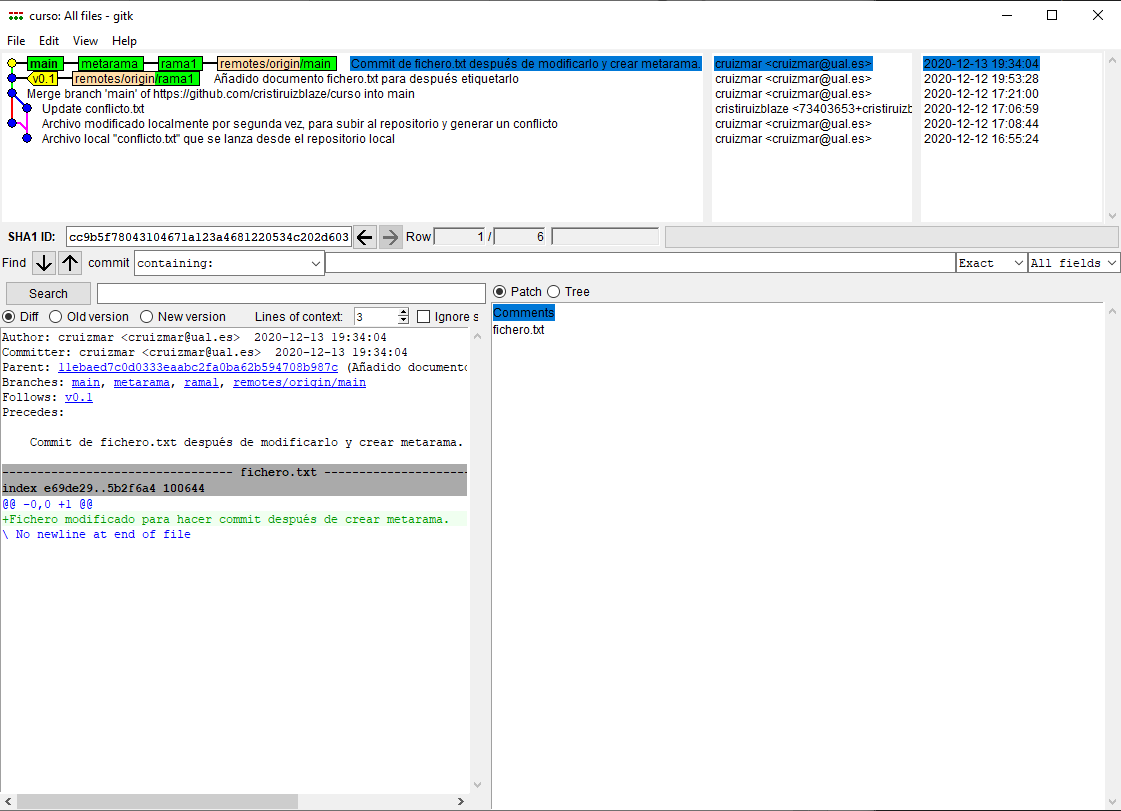 curso: All files - gitk
File Edit View Help
main metarama rama1 remotes/origin/main Commit de fichero.txt después de modificarlo y crear metarama. cruizmar <cruizmar@ual.es> 2020-12-13 19:34:04
v0.1 remotes/origin/rama1 Añadido documento fichero.txt para después etiquetarlo cruizmar <cruizmar@ual.es> 2020-12-12 19:53:28
Merge branch 'main' of https://github.com/cristiruizblaze/curso into main cruizmar <cruizmar@ual.es> 2020-12-12 17:21:00
Update conflicto.txt cristiruizblaze <73403653+cristiruizb 2020-12-12 17:06:59
Archivo modificado localmente por segunda vez, para subir al repositorio y generar un conflicto cruizmar <cruizmar@ual.es> 2020-12-12 17:08:44
Archivo local "conflicto.txt" que se lanza desde el repositorio local cruizmar <cruizmar@ual.es> 2020-12-12 16:55:24
SHA1 ID: cc9b5f78043104671a123a4681220534c202d603 Row 1 / 6
Find commit containing: Exact All fields
Search Patch Tree
Diff Old version New version Lines of context: 3 Ignore s
Comments
fichero.txt
Author: cruizmar <cruizmar@ual.es> 2020-12-13 19:34:04
Committer: cruizmar <cruizmar@ual.es> 2020-12-13 19:34:04
Parent: 11ebaed7c0d0333eaabc2fa0ba62b594708b987c (Añadido documento
Branches: main, metarama, rama1, remotes/origin/main
Follows: v0.1
Precedes:
Commit de fichero.txt después de modificarlo y crear metarama.
--------------------------------- fichero.txt ---------------------
index e69de29..5b2f6a4 100644
@@ -0,0 +1 @@
+Fichero modificado para hacer commit después de crear metarama.
\ No newline at end of file